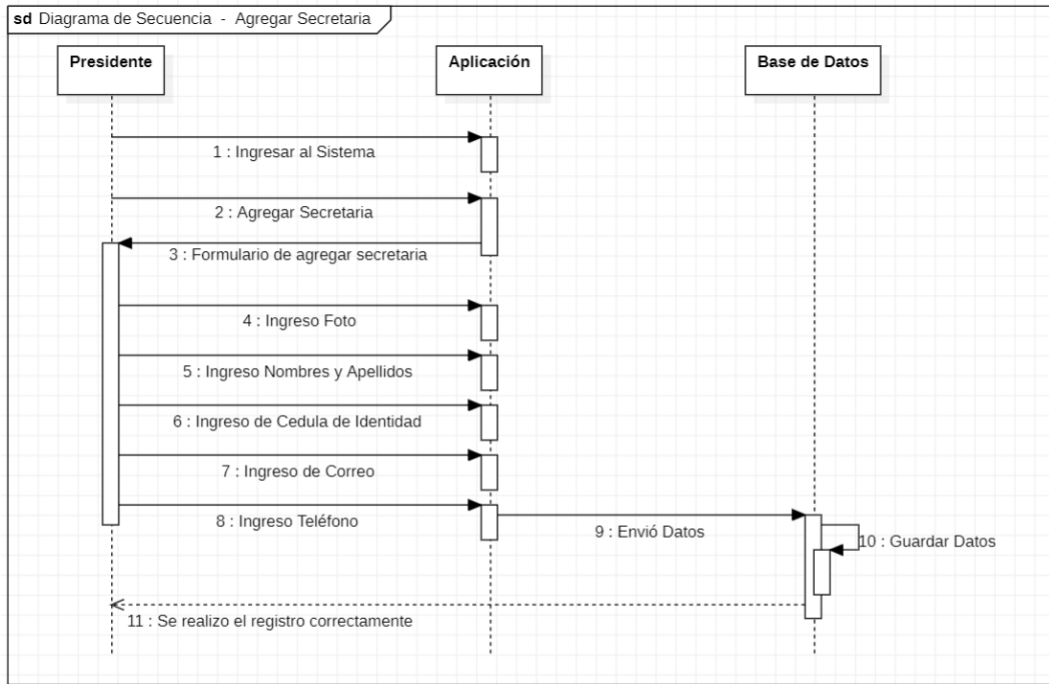 sd Diagrama de Secuencia - Agregar Secretaria
Presidente
Aplicación
Base de Datos
1 : Ingresar al Sistema
2 : Agregar Secretaria
3 : Formulario de agregar secretaria
4 : Ingreso Foto
5 : Ingreso Nombres y Apellidos
6 : Ingreso de Cedula de Identidad
7 : Ingreso de Correo
8 : Ingreso Teléfono
9 : Envió Datos
10 : Guardar Datos
11 : Se realizo el registro correctamente